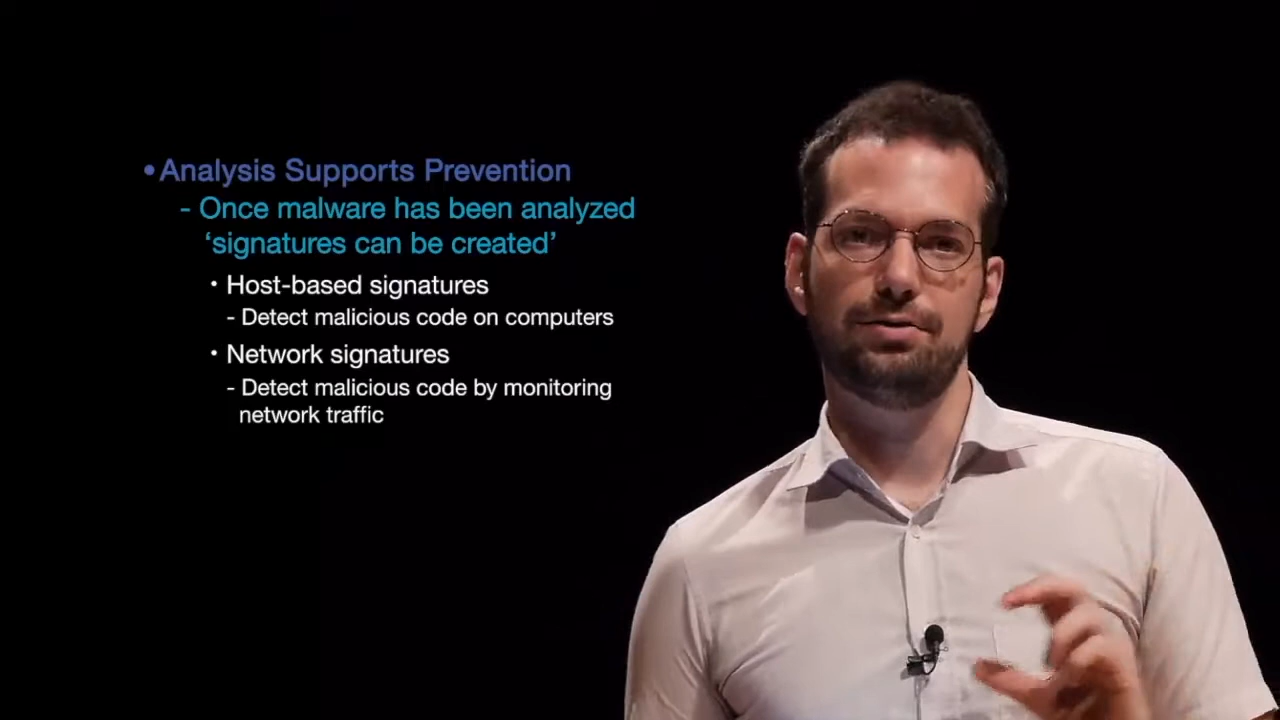 •Analysis Supports Prevention
- Once malware has been analyzed
‘signatures can be created’
• Host-based signatures
- Detect malicious code on computers
• Network signatures
- Detect malicious code by monitoring
network traffic